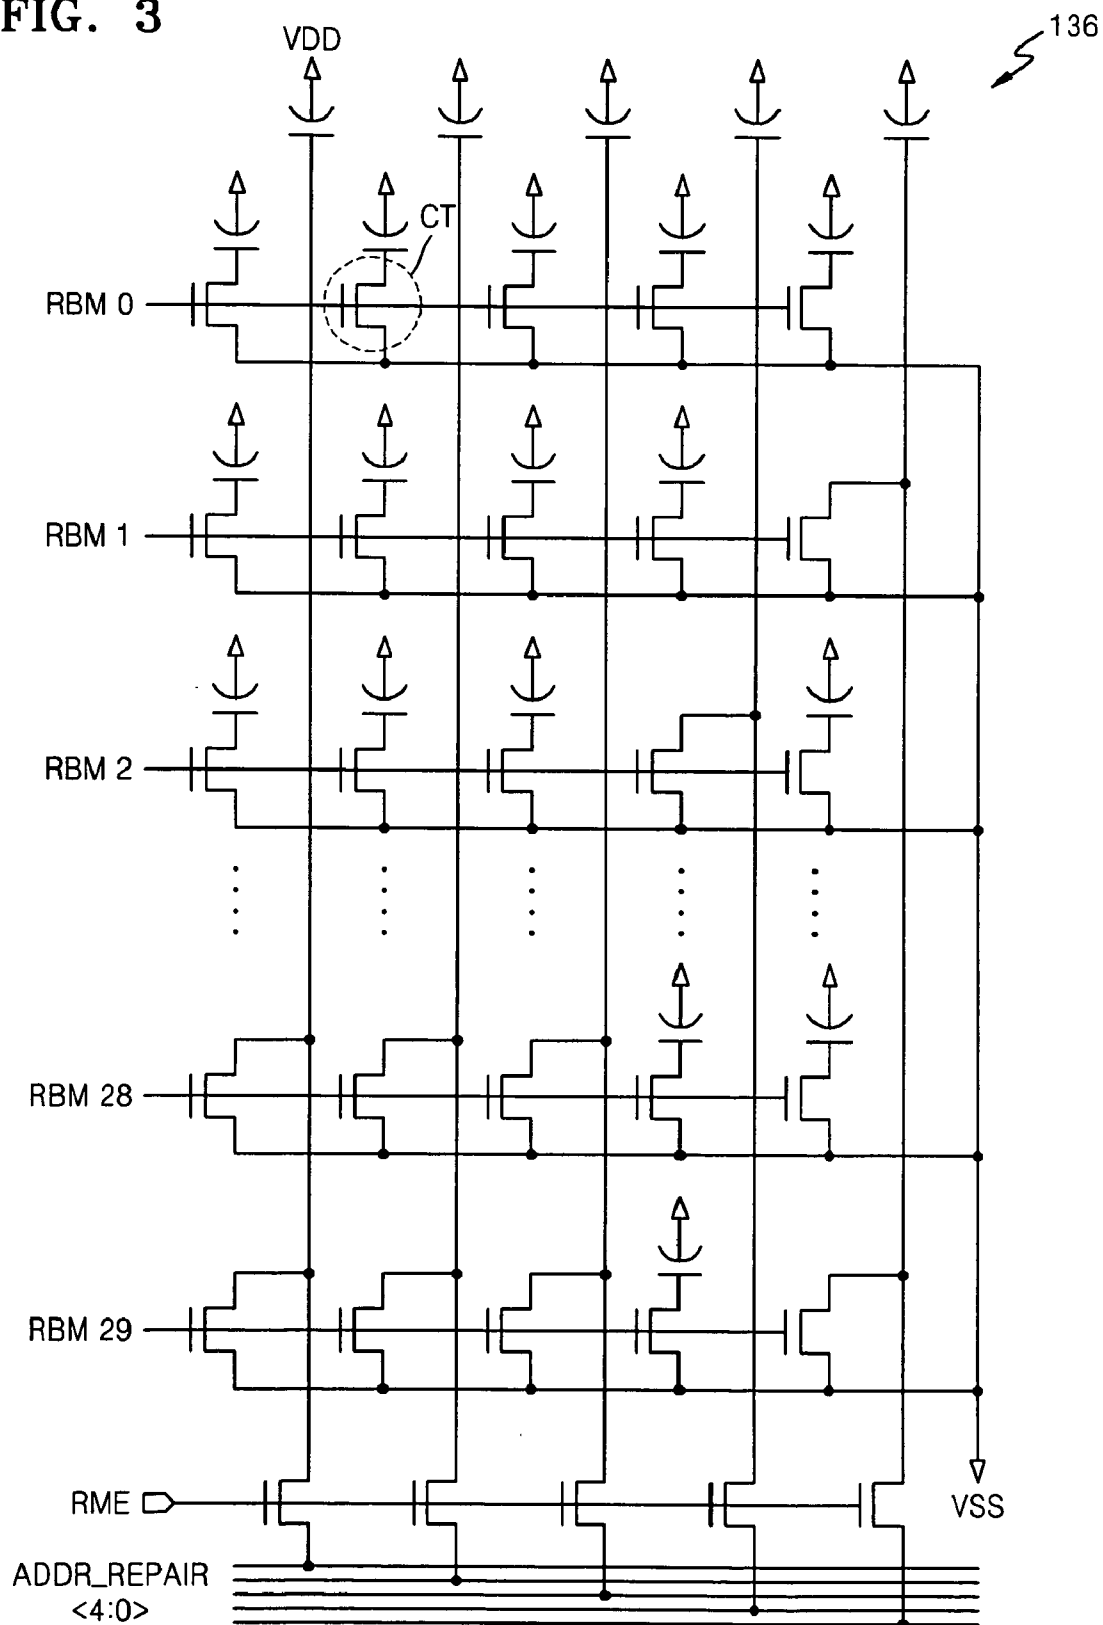 FIG. 3
136
VDD
CT
RBM 0
RBM 1
RBM 2
RBM 28
RBM 29
RME
VSS
ADDR_REPAIR
<4:0>